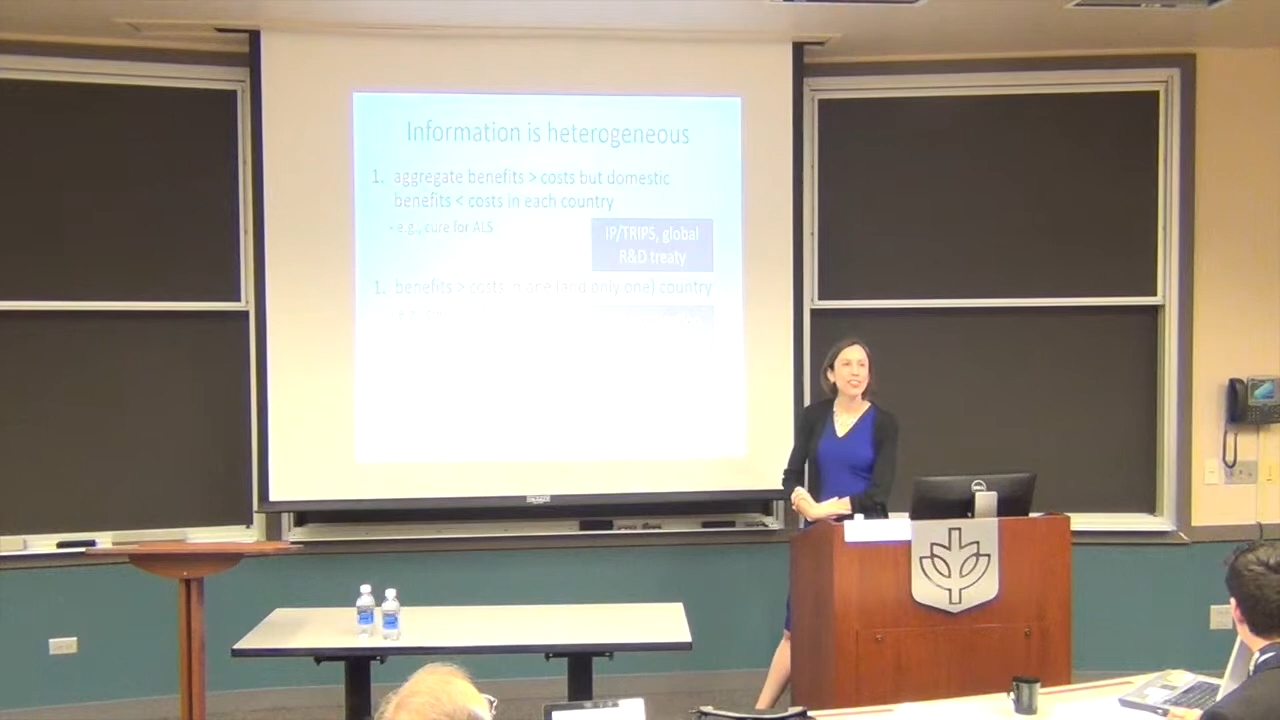 Information is heterogeneous
1. aggregate benefits > costs but domestic
benefits < costs in each country
- e.g., cure for ALS
IP/TRIPS, global
R&D treaty
1. benefits > costs in one (and only one) country
- e.g.,
DELL